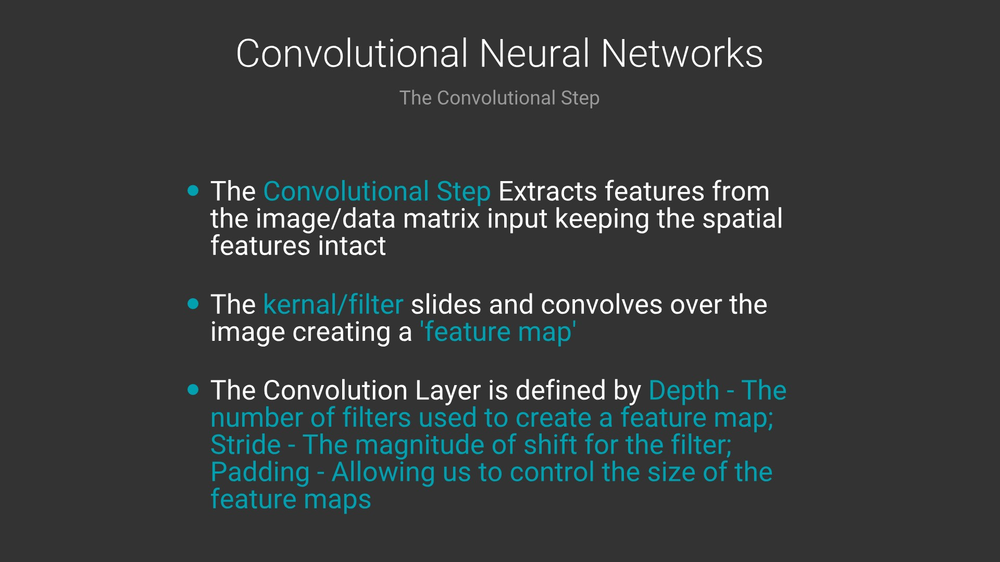 Convolutional Neural Networks
The Convolutional Step
The Convolutional Step Extracts features from
the image/data matrix input keeping the spatial
features intact
The kernal/filter slides and convolves over the
image creating a 'feature map'
The Convolution Layer is defined by Depth - The
number of filters used to create a feature map;
Stride - The magnitude of shift for the filter;
Padding - Allowing us to control the size of the
feature maps